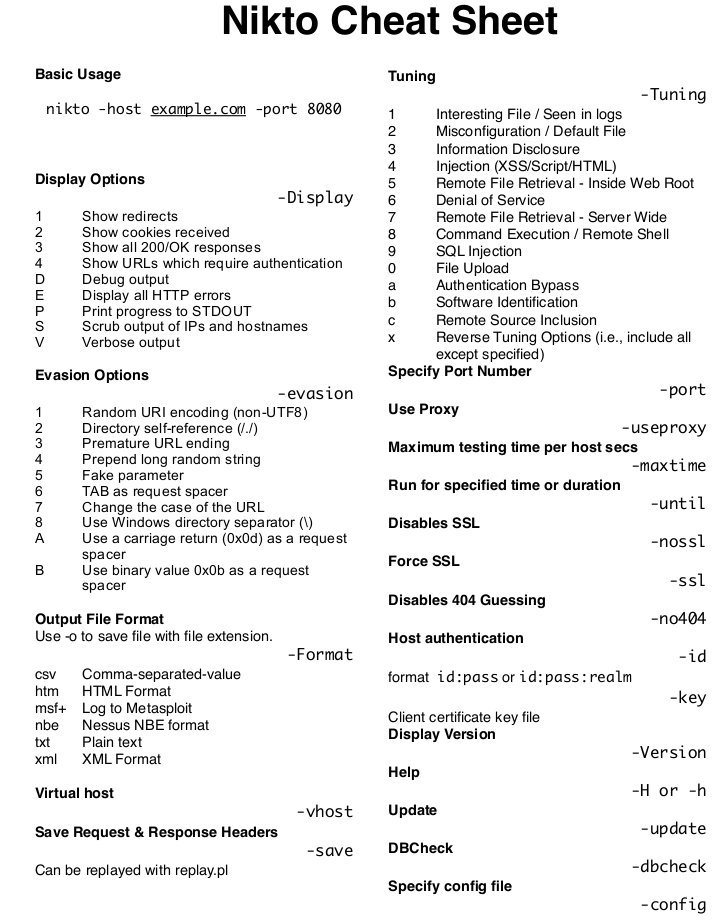 Nikto Cheat Sheet
Basic Usage
nikto -host example.com -port 8080
Display Options
-Display
1 Show redirects
2 Show cookies received
3 Show all 200/OK responses
4 Show URLs which require authentication
D Debug output
E Display all HTTP errors
P Print progress to STDOUT
S Scrub output of IPs and hostnames
V Verbose output
Evasion Options
-evasion
1 Random URI encoding (non-UTF8)
2 Directory self-reference (/./)
3 Premature URL ending
4 Prepend long random string
5 Fake parameter
6 TAB as request spacer
7 Change the case of the URL
8 Use Windows directory separator (\)
A Use a carriage return (0x0d) as a request
spacer
B Use binary value 0x0b as a request
spacer
Output File Format
Use -o to save file with file extension.
-Format
csv Comma-separated-value
htm HTML Format
msf+ Log to Metasploit
nbe Nessus NBE format
txt Plain text
xml XML Format
Virtual host
-vhost
Save Request & Response Headers
-save
Can be replayed with replay.pl
Tuning
-Tuning
1 Interesting File / Seen in logs
2 Misconfiguration / Default File
3 Information Disclosure
4 Injection (XSS/Script/HTML)
5 Remote File Retrieval - Inside Web Root
6 Denial of Service
7 Remote File Retrieval - Server Wide
8 Command Execution / Remote Shell
9 SQL Injection
0 File Upload
a Authentication Bypass
b Software Identification
c Remote Source Inclusion
x Reverse Tuning Options (i.e., include all
except specified)
Specify Port Number
-port
Use Proxy
-useproxy
Maximum testing time per host secs
-maxtime
Run for specified time or duration
-until
Disables SSL
-nossl
Force SSL
-ssl
Disables 404 Guessing
-no404
Host authentication
-id
format id:pass or id:pass:realm
-key
Client certificate key file
Display Version
-Version
Help
-H or -h
Update
-update
DBCheck
-dbcheck
Specify config file
-config